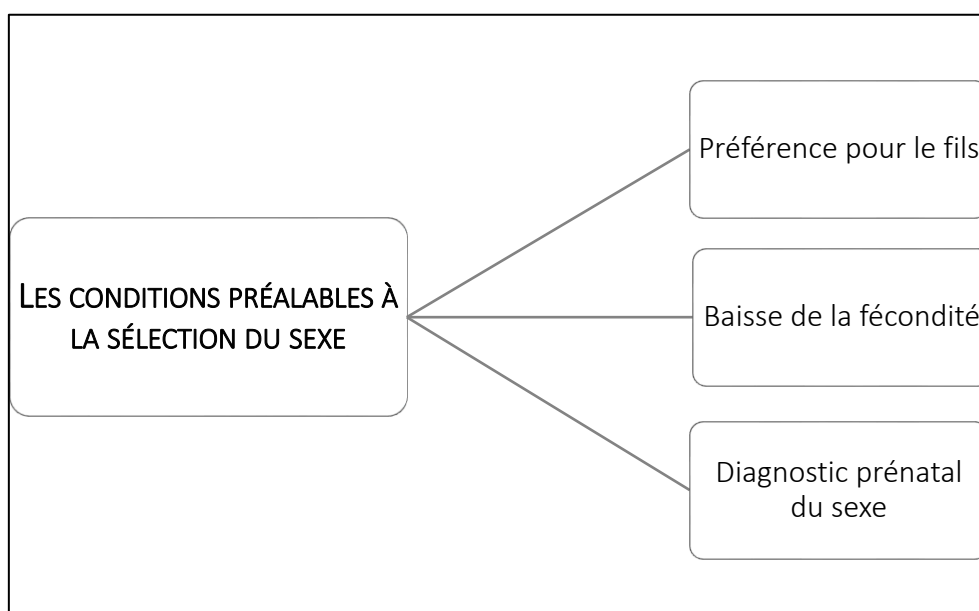 LES CONDITIONS PRÉALABLES À
LA SÉLECTION DU SEXE
Préférence pour le fils
Baisse de la fécondité
Diagnostic prénatal
du sexe